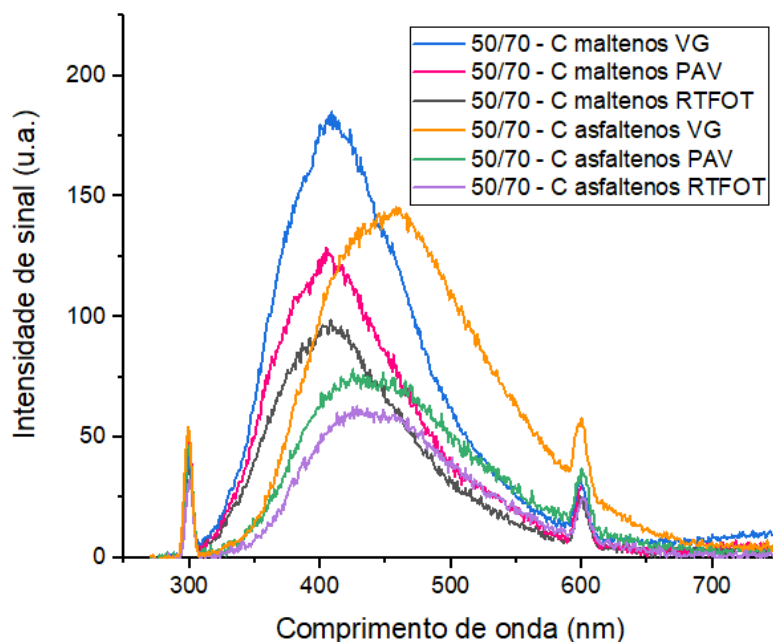 50/70 - C maltenos VG
50/70 - C maltenos PAV
50/70 - C maltenos RTFOT
50/70 - C asfaltenos VG
50/70 - C asfaltenos PAV
50/70 - C asfaltenos RTFOT
Intensidade de sinal (u.a.)
200
150
100
50
0
300 400 500 600 700
Comprimento de onda (nm)